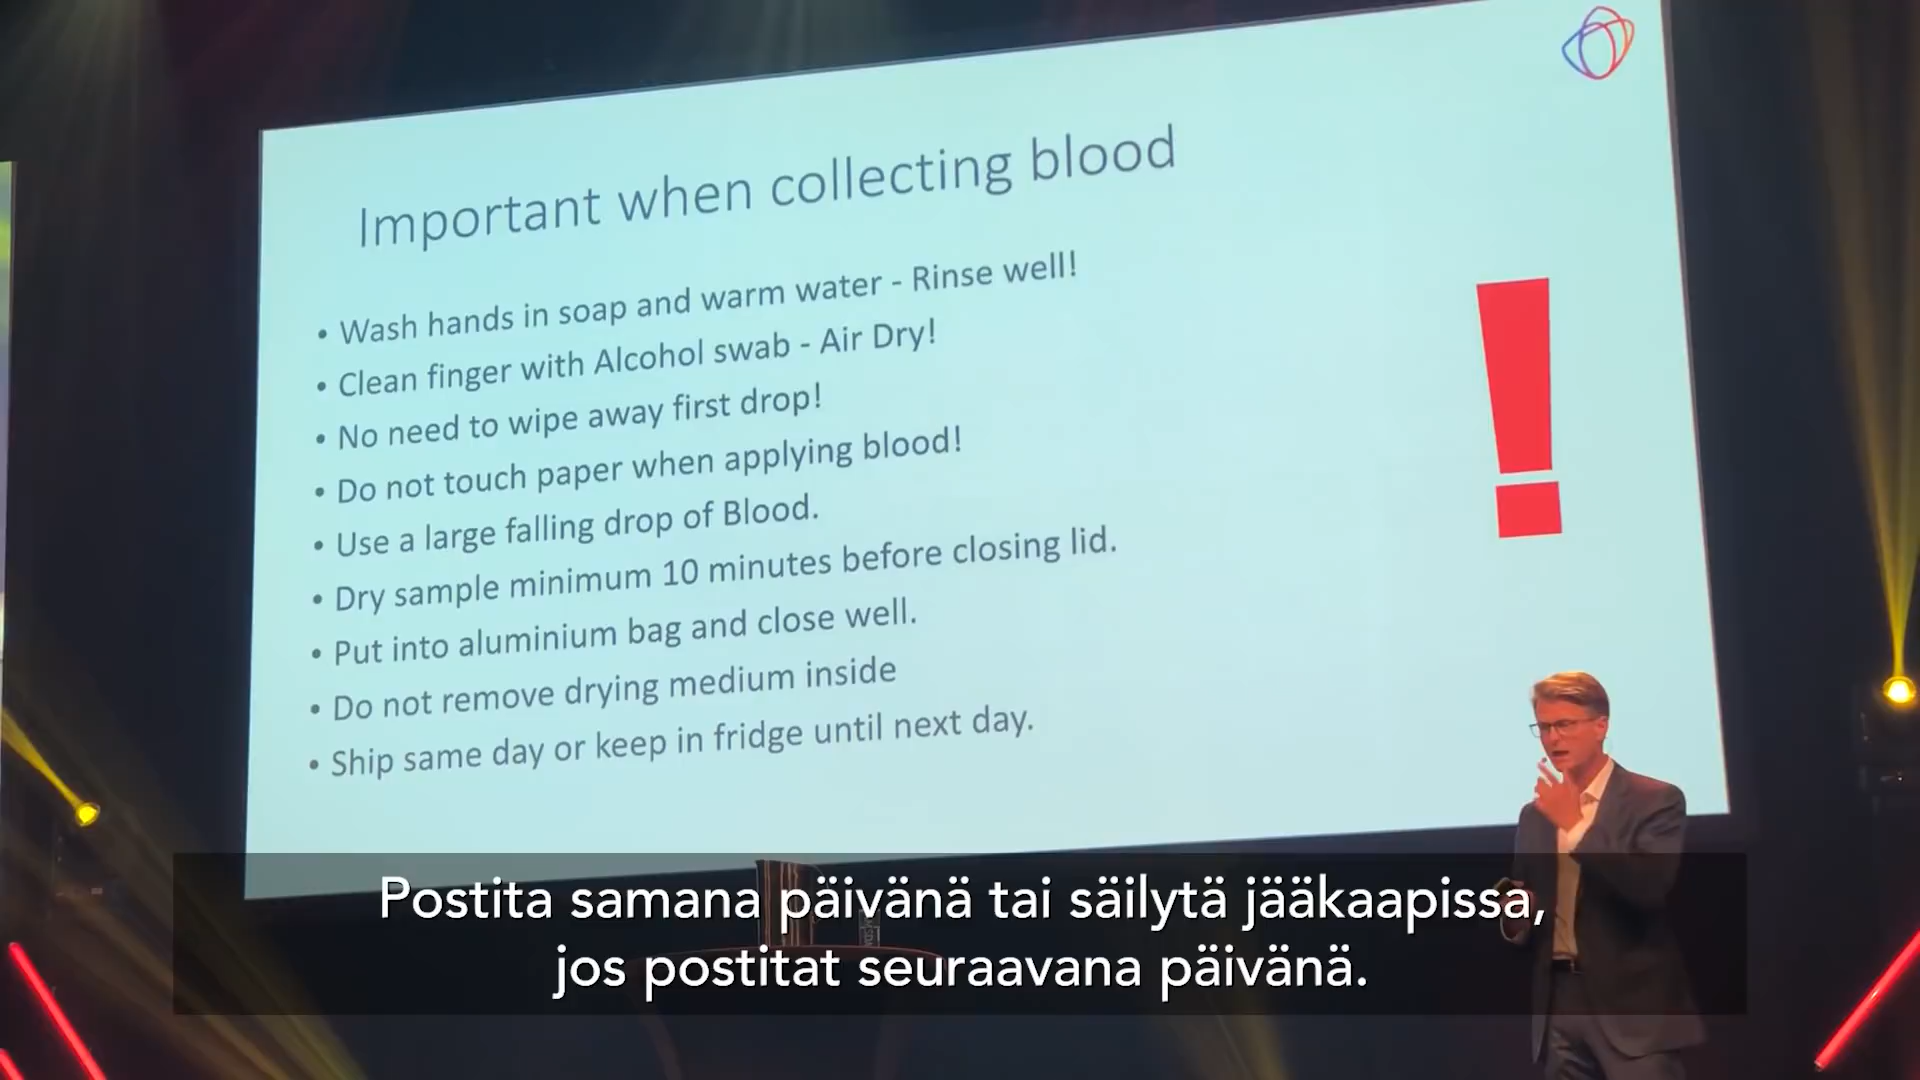 Important when collecting blood
• Wash hands in soap and warm water - Rinse well!
• Clean finger with Alcohol swab - Air Dry!
• No need to wipe away first drop!
• Do not touch paper when applying blood!
• Use a large falling drop of Blood.
• Dry sample minimum 10 minutes before closing lid.
• Put into aluminium bag and close well.
• Do not remove drying medium inside
• Ship same day or keep in fridge until next day.
Postita samana päivänä tai säilytä jääkaapissa,
jos postitat seuraavana päivänä.